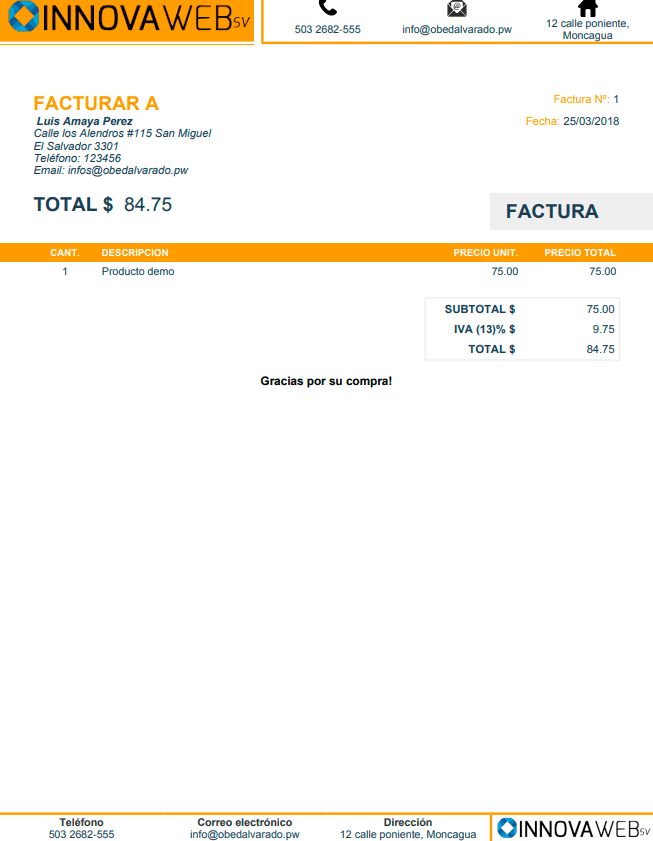 INNOVAWEBSV
503 2682-555
info@obedalvarado.pw
12 calle poniente,
Moncagua
FACTURAR A
Factura Nº: 1
Luis Amaya Perez
Fecha: 25/03/2018
Calle los Alendros #115 San Miguel
El Salvador 3301
Teléfono: 123456
Email: infos@obedalvarado.pw
TOTAL $ 84.75
FACTURA
CANT. DESCRIPCION PRECIO UNIT. PRECIO TOTAL
1 Producto demo 75.00 75.00
SUBTOTAL $ 75.00
IVA (13)% $ 9.75
TOTAL $ 84.75
Gracias por su compra!
Teléfono Correo electrónico Dirección
503 2682-555 info@obedalvarado.pw 12 calle poniente, Moncagua
INNOVAWEBSV